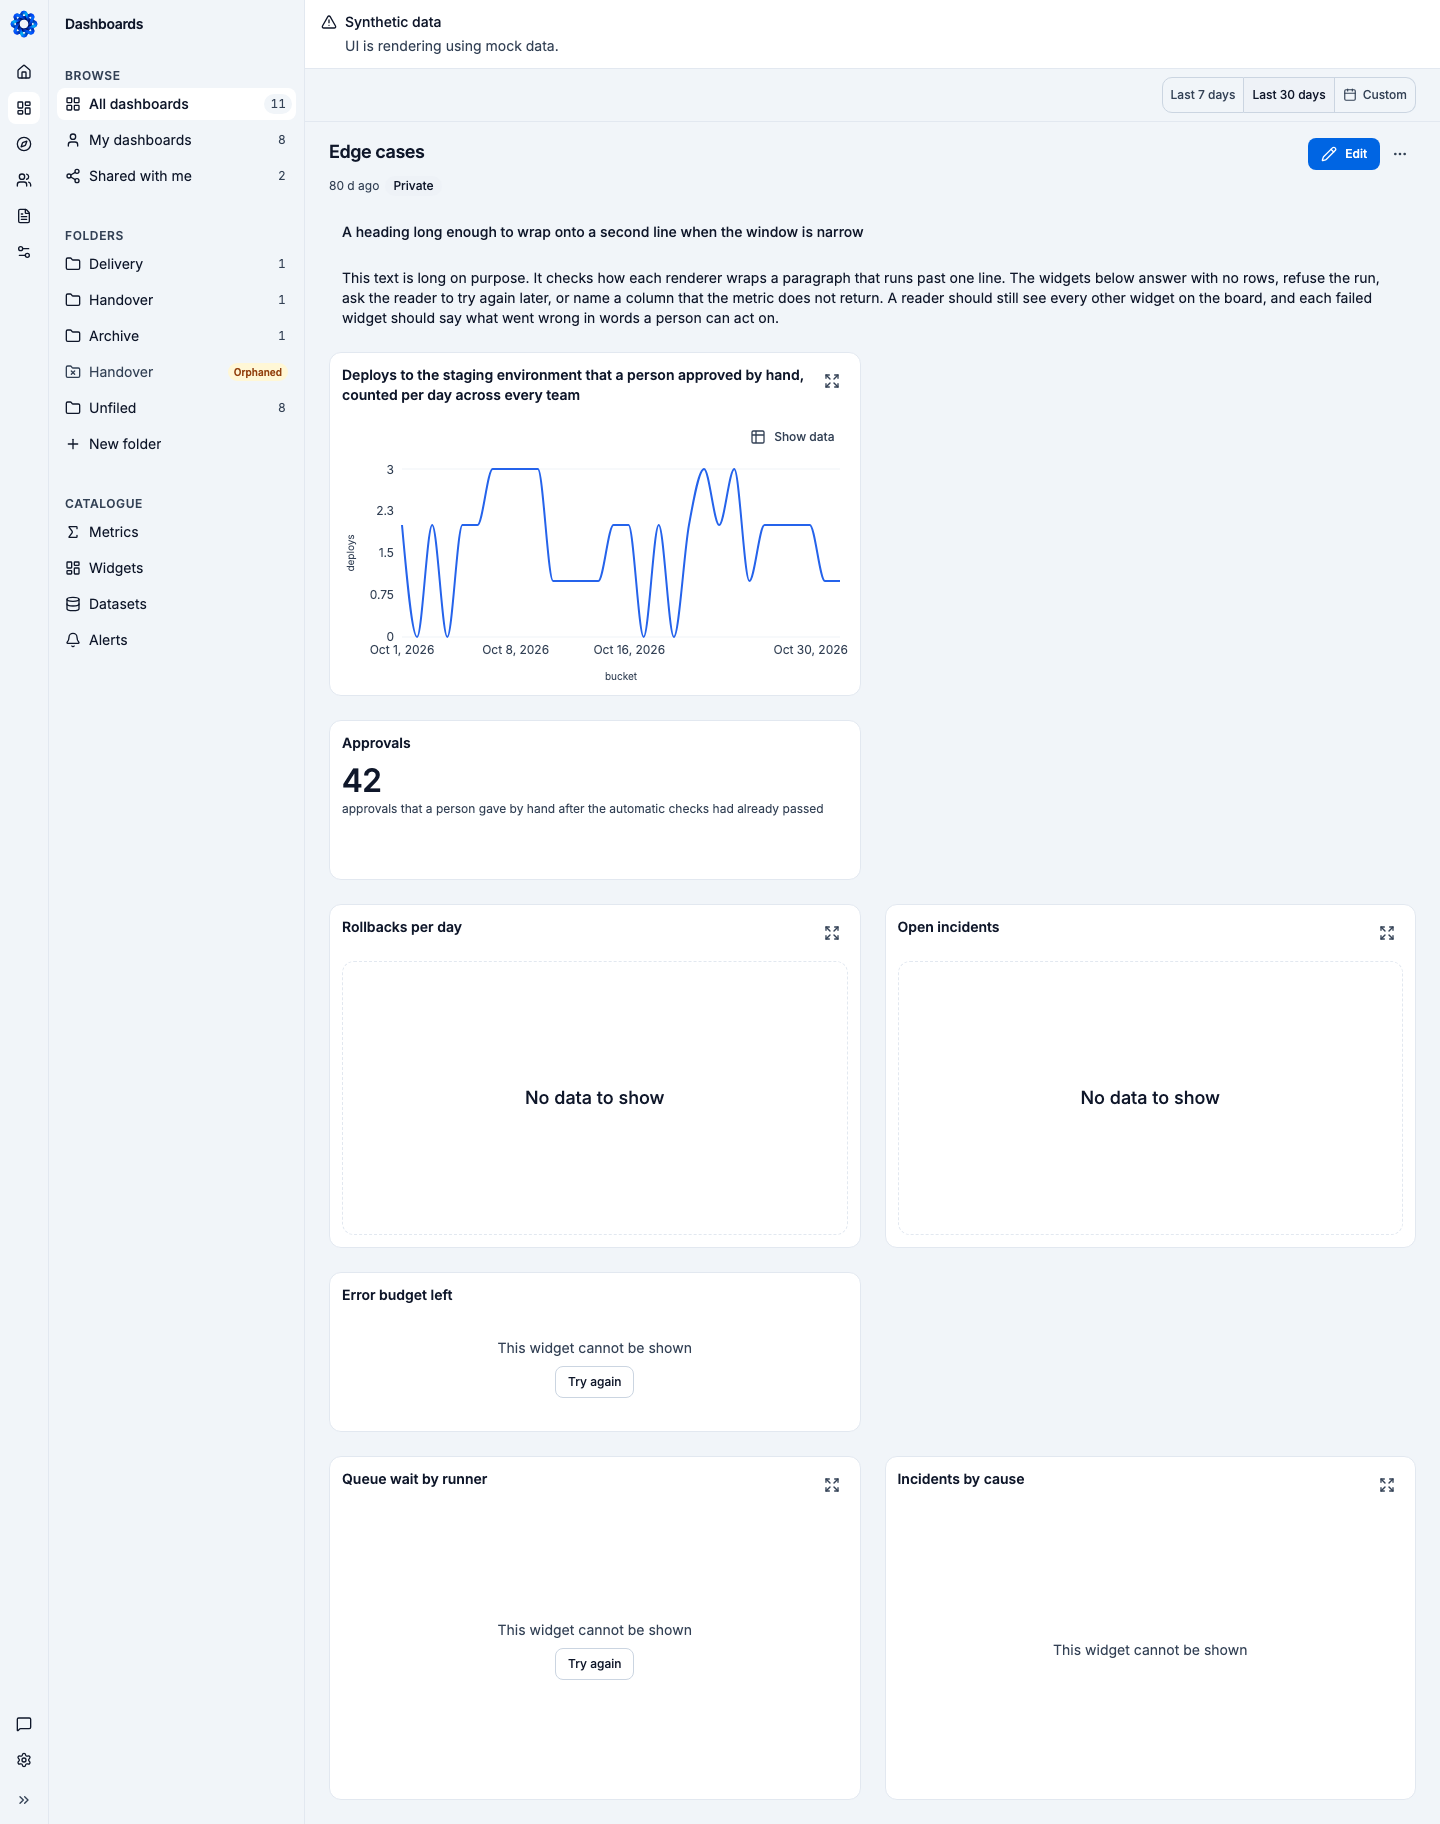 Dashboards
BROWSE
All dashboards 11
My dashboards 8
Shared with me 2
FOLDERS
Delivery 1
Handover 1
Archive 1
Handover Orphaned
Unfiled 8
New folder
CATALOGUE
Metrics
Widgets
Datasets
Alerts
Synthetic data
UI is rendering using mock data.
Last 7 days Last 30 days Custom
Edge cases
Edit
80 d ago Private
A heading long enough to wrap onto a second line when the window is narrow
This text is long on purpose. It checks how each renderer wraps a paragraph that runs past one line. The widgets below answer with no rows, refuse the run,
ask the reader to try again later, or name a column that the metric does not return. A reader should still see every other widget on the board, and each failed
widget should say what went wrong in words a person can act on.
Deploys to the staging environment that a person approved by hand,
counted per day across every team
Show data
3
2.3
1.5
0.75
0
deploys
Oct 1, 2026 Oct 8, 2026 Oct 16, 2026 Oct 30, 2026
bucket
Approvals
42
approvals that a person gave by hand after the automatic checks had already passed
Rollbacks per day
No data to show
Open incidents
No data to show
Error budget left
This widget cannot be shown
Try again
Queue wait by runner
This widget cannot be shown
Try again
Incidents by cause
This widget cannot be shown